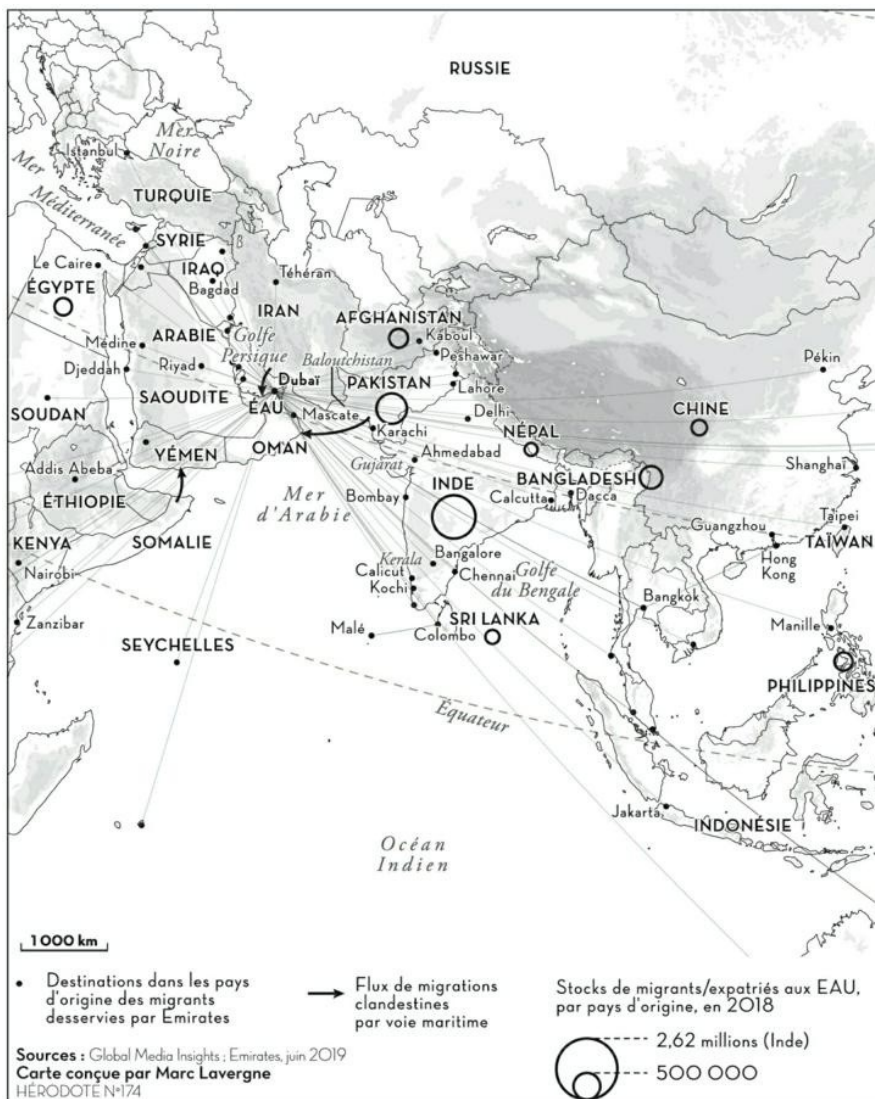 RUSSIE
Mer
Noire
Istanbul
Mer
Méditerranée
TURQUIE
SYRIE
Le Caire
IRAQ
Bagdad
Téhéran
ÉGYPTE
IRAN
AFGHANISTAN
Kaboul
Peshawar
Médine
ARABIE
Golfe
Persique
Baloutchistan
Pékin
Djeddah
Riyad
Dubaï
PAKISTAN
Lahore
SOUDAN
SAOUDITE
ÉAU
Mascate
Delhi
CHINE
Karachi
NÉPAL
YÉMEN
OMAN
Ahmedabad
Addis Abeba
Gujarat
BANGLADESH
Shanghaï
ÉTHIOPIE
Mer
d'Arabie
Bombay
INDE
Calcutta
Dacca
Guangzhou
Taipei
KENYA
SOMALIE
TAÏWAN
Hong
Kong
Kerala
Bangalore
Nairobi
Calicut
Kochi
Chennai
Golfe
du Bengale
Bangkok
Zanzibar
Malé
Colombo
SRI LANKA
Manille
SEYCHELLES
PHILIPPINES
Équateur
Jakarta
INDONÉSIE
Océan
Indien
1 000 km
Destinations dans les pays
d'origine des migrants
desservies par Emirates
Flux de migrations
clandestines
par voie maritime
Stocks de migrants/expatriés aux EAU,
par pays d'origine, en 2018
2,62 millions (Inde)
500 000
Sources : Global Media Insights ; Emirates, juin 2019
Carte conçue par Marc Lavergne
HÉRODOTE N°174